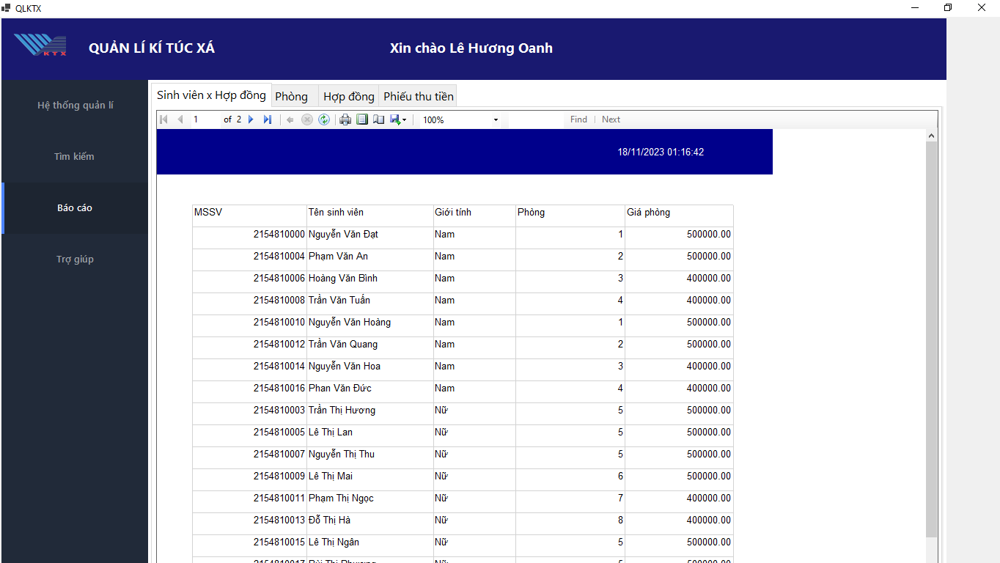 QLKTX
KTX
QUẢN LÍ KÍ TÚC XÁ
Xin chào Lê Hương Oanh
Hệ thống quản lí
Tìm kiếm
Báo cáo
Trợ giúp
Sinh viên x Hợp đồng Phòng Hợp đồng Phiếu thu tiền
1 of 2 100% Find | Next
18/11/2023 01:16:42
MSSV Tên sinh viên Giới tính Phòng Giá phòng
2154810000 Nguyễn Văn Đạt Nam 1 500000.00
2154810004 Phạm Văn An Nam 2 500000.00
2154810006 Hoàng Văn Bình Nam 3 400000.00
2154810008 Trần Văn Tuấn Nam 4 400000.00
2154810010 Nguyễn Văn Hoàng Nam 1 500000.00
2154810012 Trần Văn Quang Nam 2 500000.00
2154810014 Nguyễn Văn Hoa Nam 3 400000.00
2154810016 Phan Văn Đức Nam 4 400000.00
2154810003 Trần Thị Hương Nữ 5 500000.00
2154810005 Lê Thị Lan Nữ 5 500000.00
2154810007 Nguyễn Thị Thu Nữ 5 500000.00
2154810009 Lê Thị Mai Nữ 6 500000.00
2154810011 Phạm Thị Ngọc Nữ 7 400000.00
2154810013 Đỗ Thị Hà Nữ 8 400000.00
2154810015 Lê Thị Ngân Nữ 5 500000.00
2154810017 Bùi Thị Phương Nữ 5 500000.00